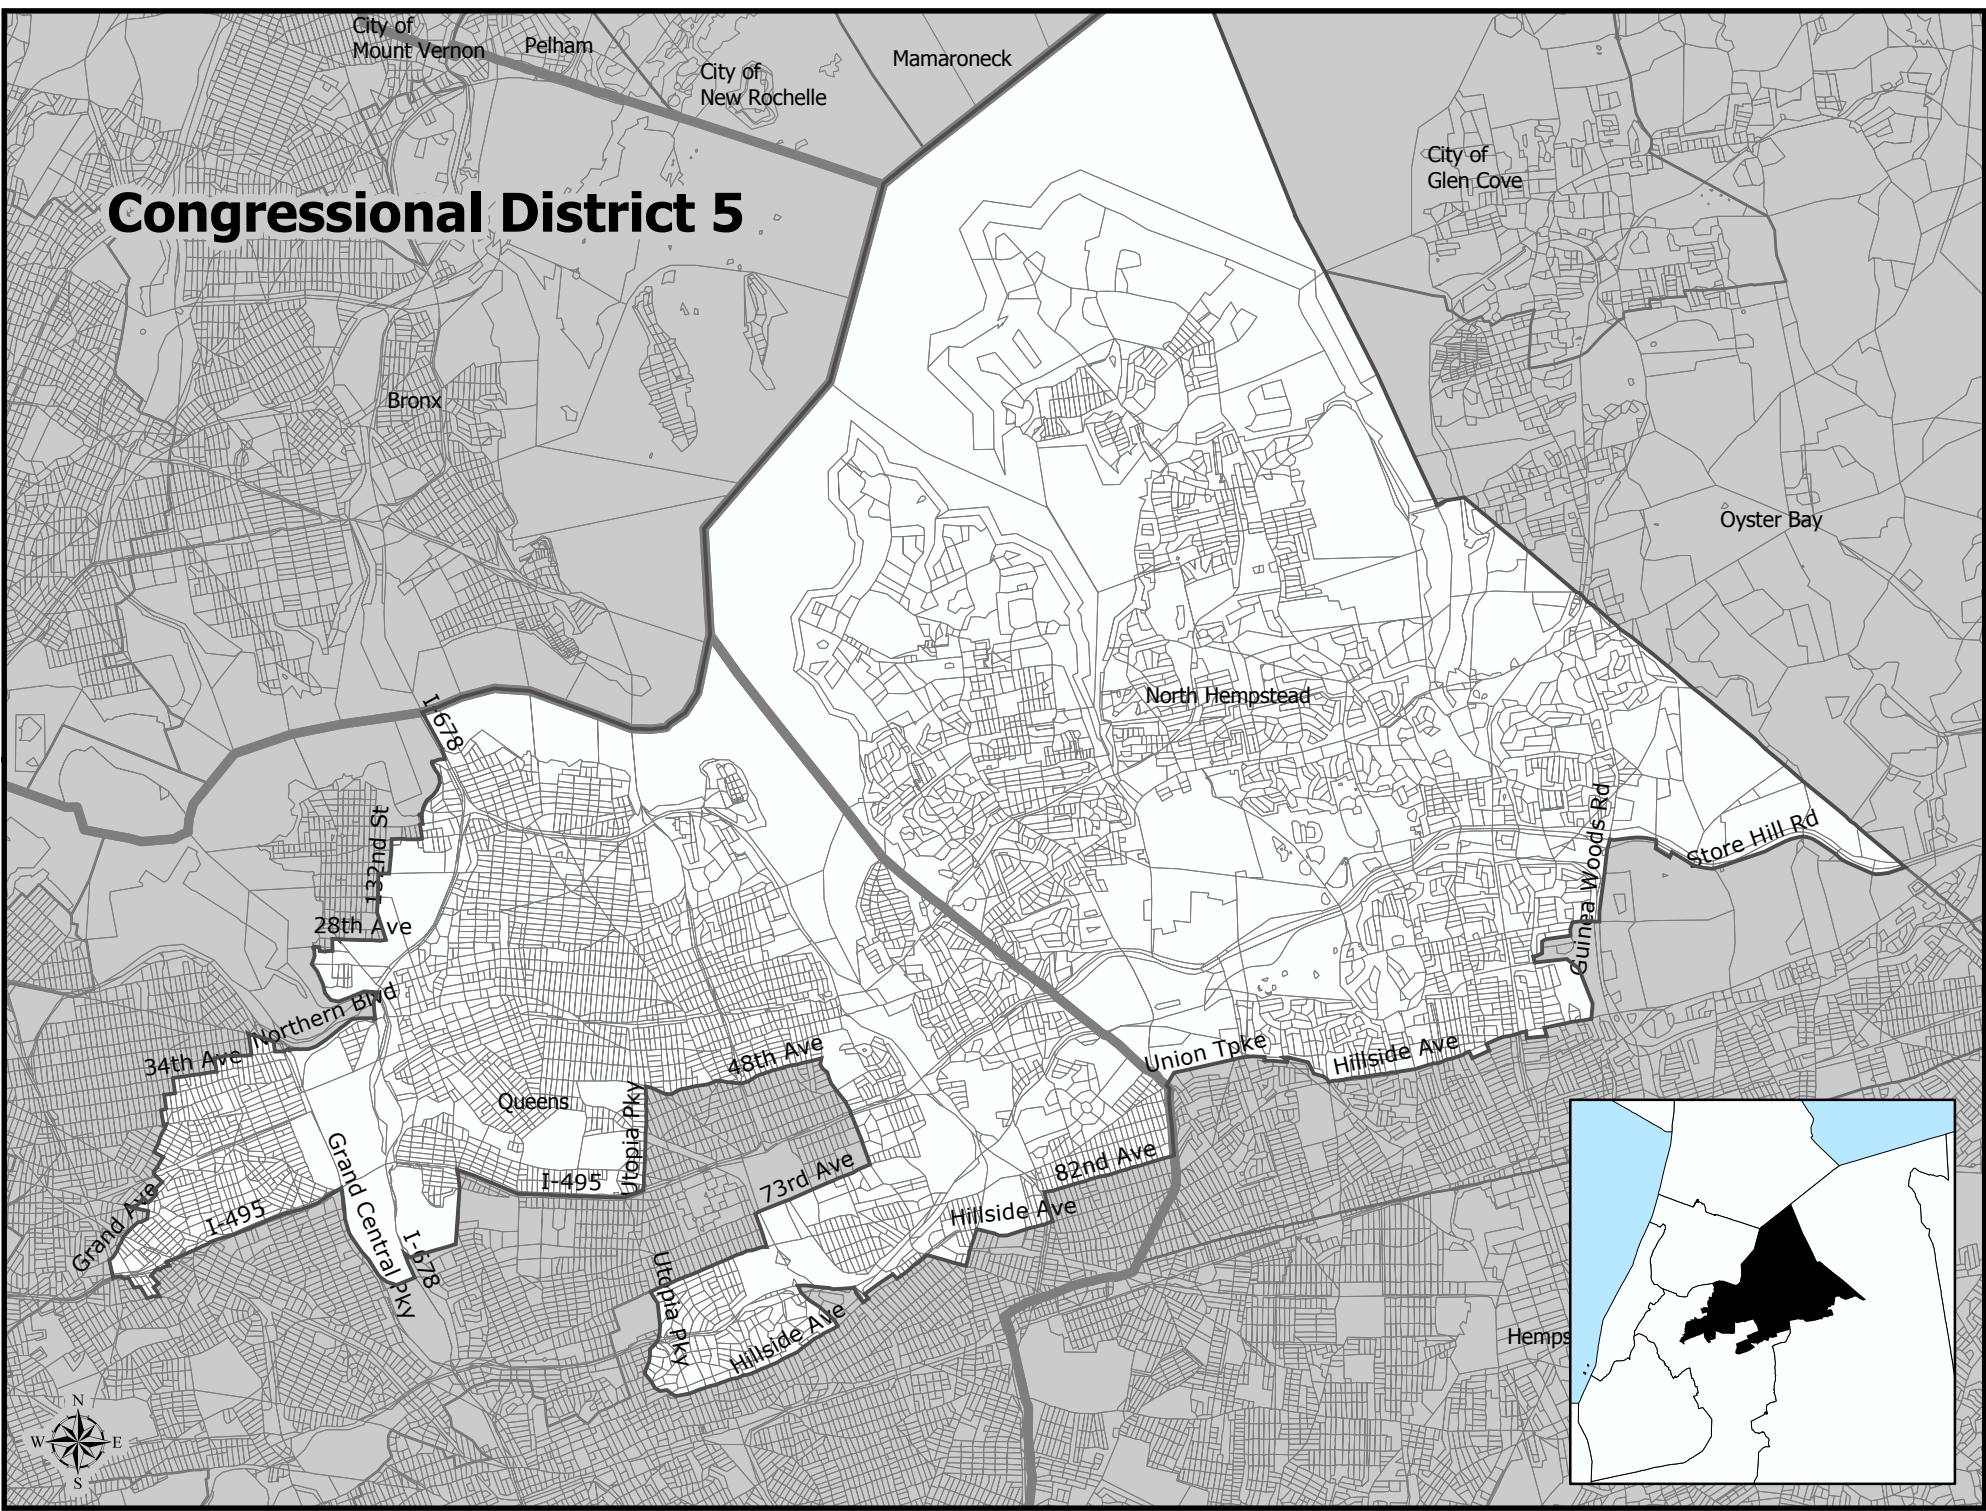 City of
Mount Vernon
Pelham
City of
New Rochelle
Mamaroneck
City of
Glen Cove
Congressional District 5
Bronx
Oyster Bay
North Hempstead
I-678
132nd St
28th Ave
Northern Blvd
34th Ave
Guinea Woods Rd
Store Hill Rd
48th Ave
Union Tpke
Hillside Ave
Queens
Utopia Pky
I-495
73rd Ave
82nd Ave
Hillside Ave
Grand Ave
I-495
Grand Central Pky
I-678
Utopia Pky
Hillside Ave
Hemps
N
W
E
S